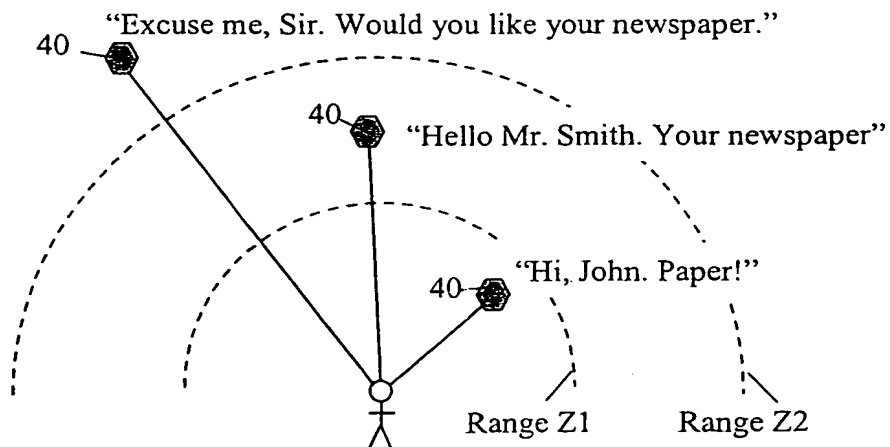 “Excuse me, Sir. Would you like your newspaper.”
40
40
“Hello Mr. Smith. Your newspaper”
“Hi, John. Paper!”
40
Range Z1
Range Z2